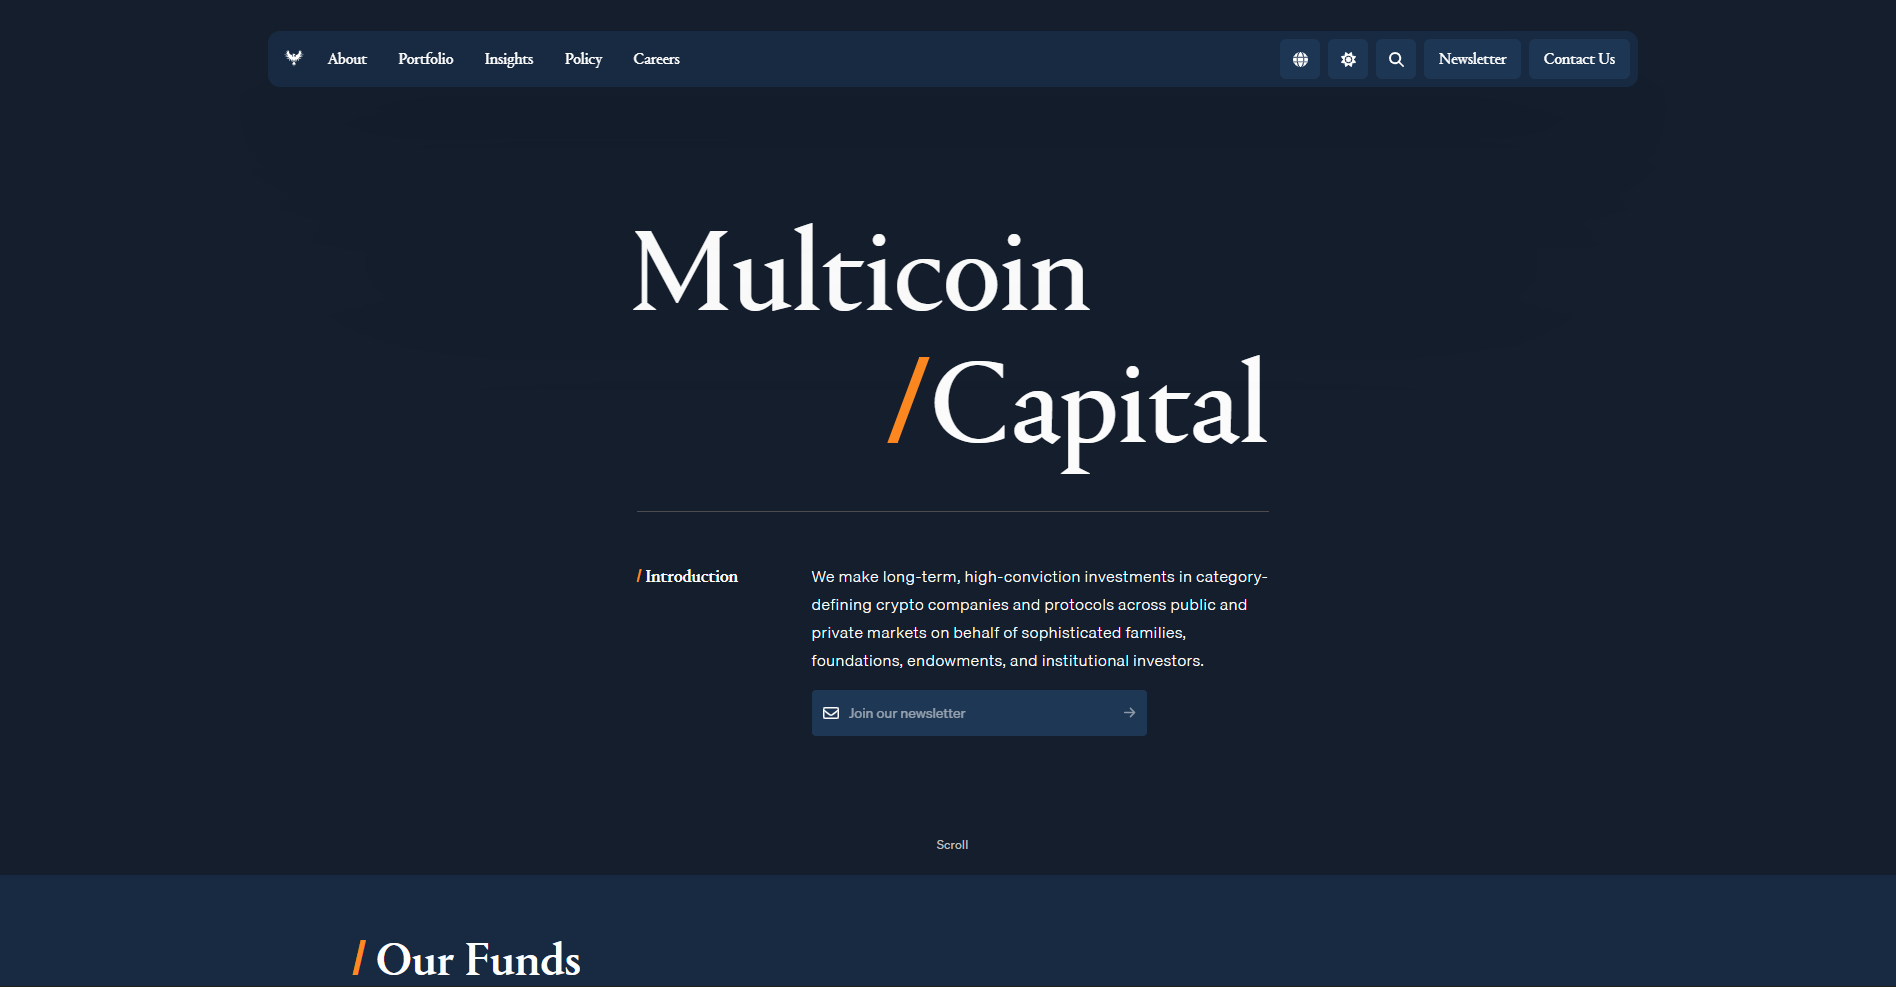 About Portfolio Insights Policy Careers Newsletter Contact Us
Multicoin
/Capital
/ Introduction
We make long-term, high-conviction investments in category-
defining crypto companies and protocols across public and
private markets on behalf of sophisticated families,
foundations, endowments, and institutional investors.
Join our newsletter
Scroll
/ Our Funds